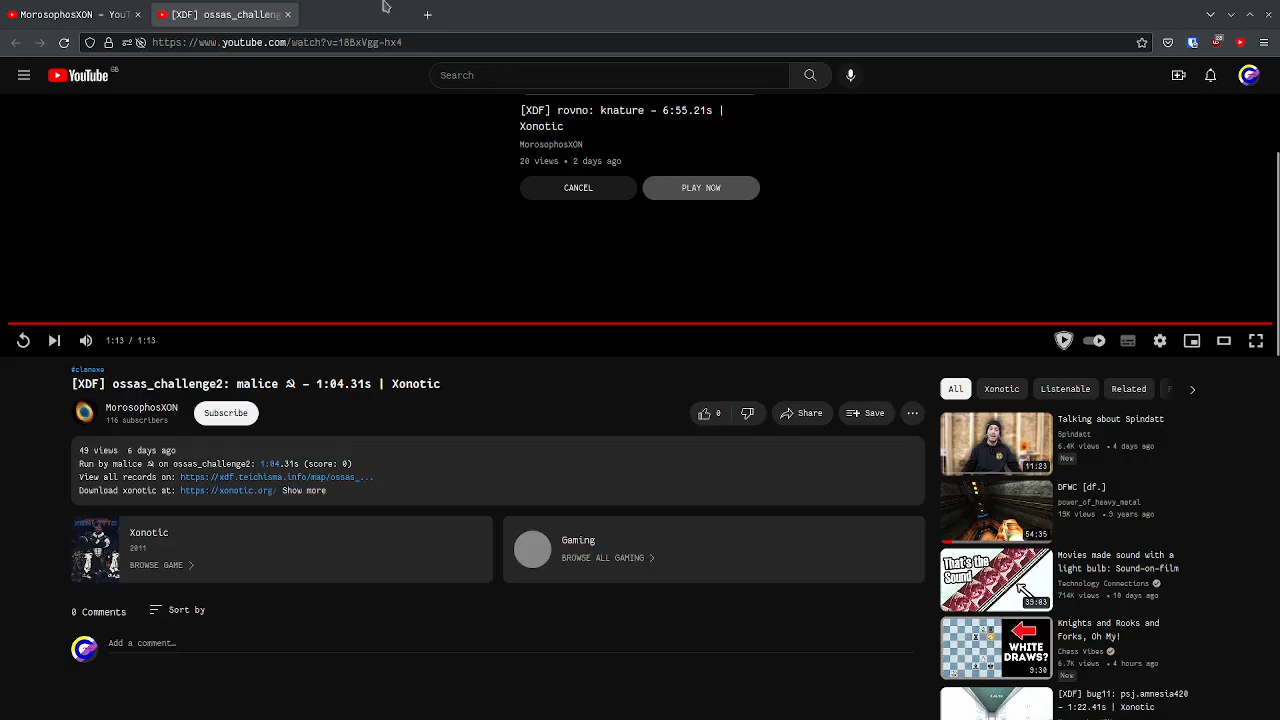 MorosophosXON – YouT
[XDF] ossas_challeng
https://www.youtube.com/watch?v=18BxVgg-hx4
YouTube GB
Search
[XDF] rovno: knature – 6:55.21s |
Xonotic
MorosophosXON
20 views • 2 days ago
CANCEL
PLAY NOW
1:13 / 1:13
#clanexe
[XDF] ossas_challenge2: malice ☭ – 1:04.31s | Xonotic
MorosophosXON
116 subscribers
Subscribe
0
Share
Save
49 views 6 days ago
Run by malice ☭ on ossas_challenge2: 1:04.31s (score: 0)
View all records on: https://xdf.teichisma.info/map/ossas_...
Download xonotic at: https://xonotic.org/ Show more
Xonotic
2011
BROWSE GAME
Gaming
BROWSE ALL GAMING
0 Comments
Sort by
Add a comment…
All
Xonotic
Listenable
Related
Talking about Spindatt
Spindatt
6.4K views • 4 days ago
New
11:23
DFWC [df.]
power_of_heavy_metal
19K views • 9 years ago
54:35
Movies made sound with a
light bulb: Sound-on-film
Technology Connections
714K views • 10 days ago
That's the
Sound
39:03
Knights and Rooks and
Forks, Oh My!
Chess Vibes
6.7K views • 4 hours ago
New
WHITE
DRAWS?
9:30
[XDF] bug11: psj.amnesia420
– 1:22.41s | Xonotic